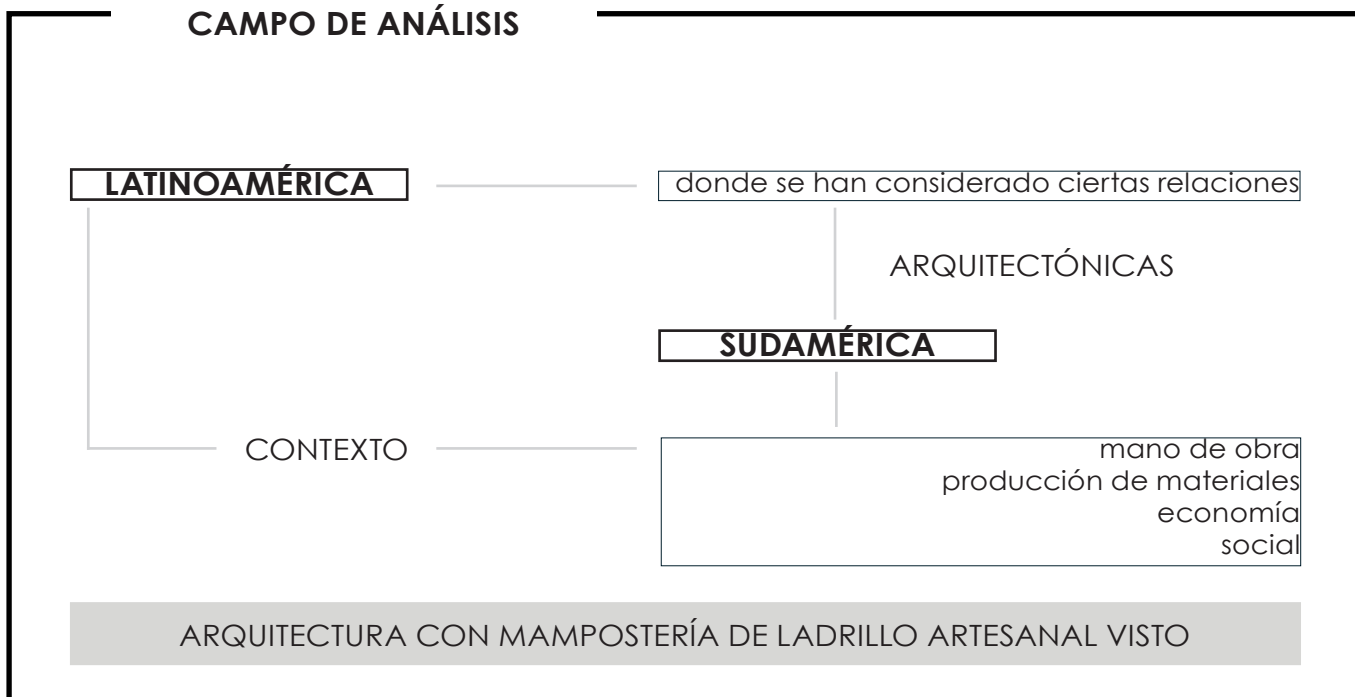 CAMPO DE ANÁLISIS
LATINOAMÉRICA
donde se han considerado ciertas relaciones
ARQUITECTÓNICAS
SUDAMÉRICA
CONTEXTO
mano de obra
producción de materiales
economía
social
ARQUITECTURA CON MAMPOSTERÍA DE LADRILLO ARTESANAL VISTO